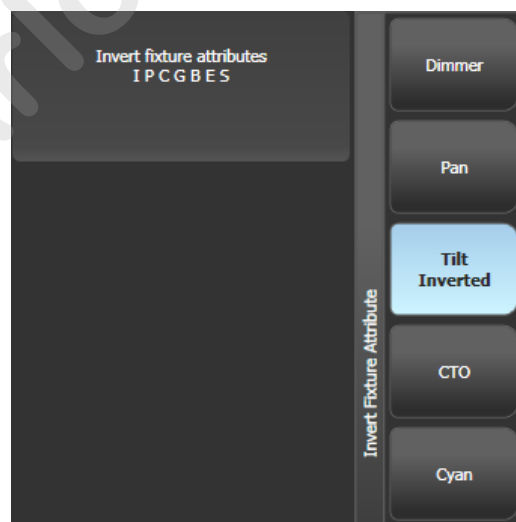 Invert fixture attributes
I P C G B E S
Invert Fixture Attribute
Dimmer
Pan
Tilt
Inverted
CTO
Cyan